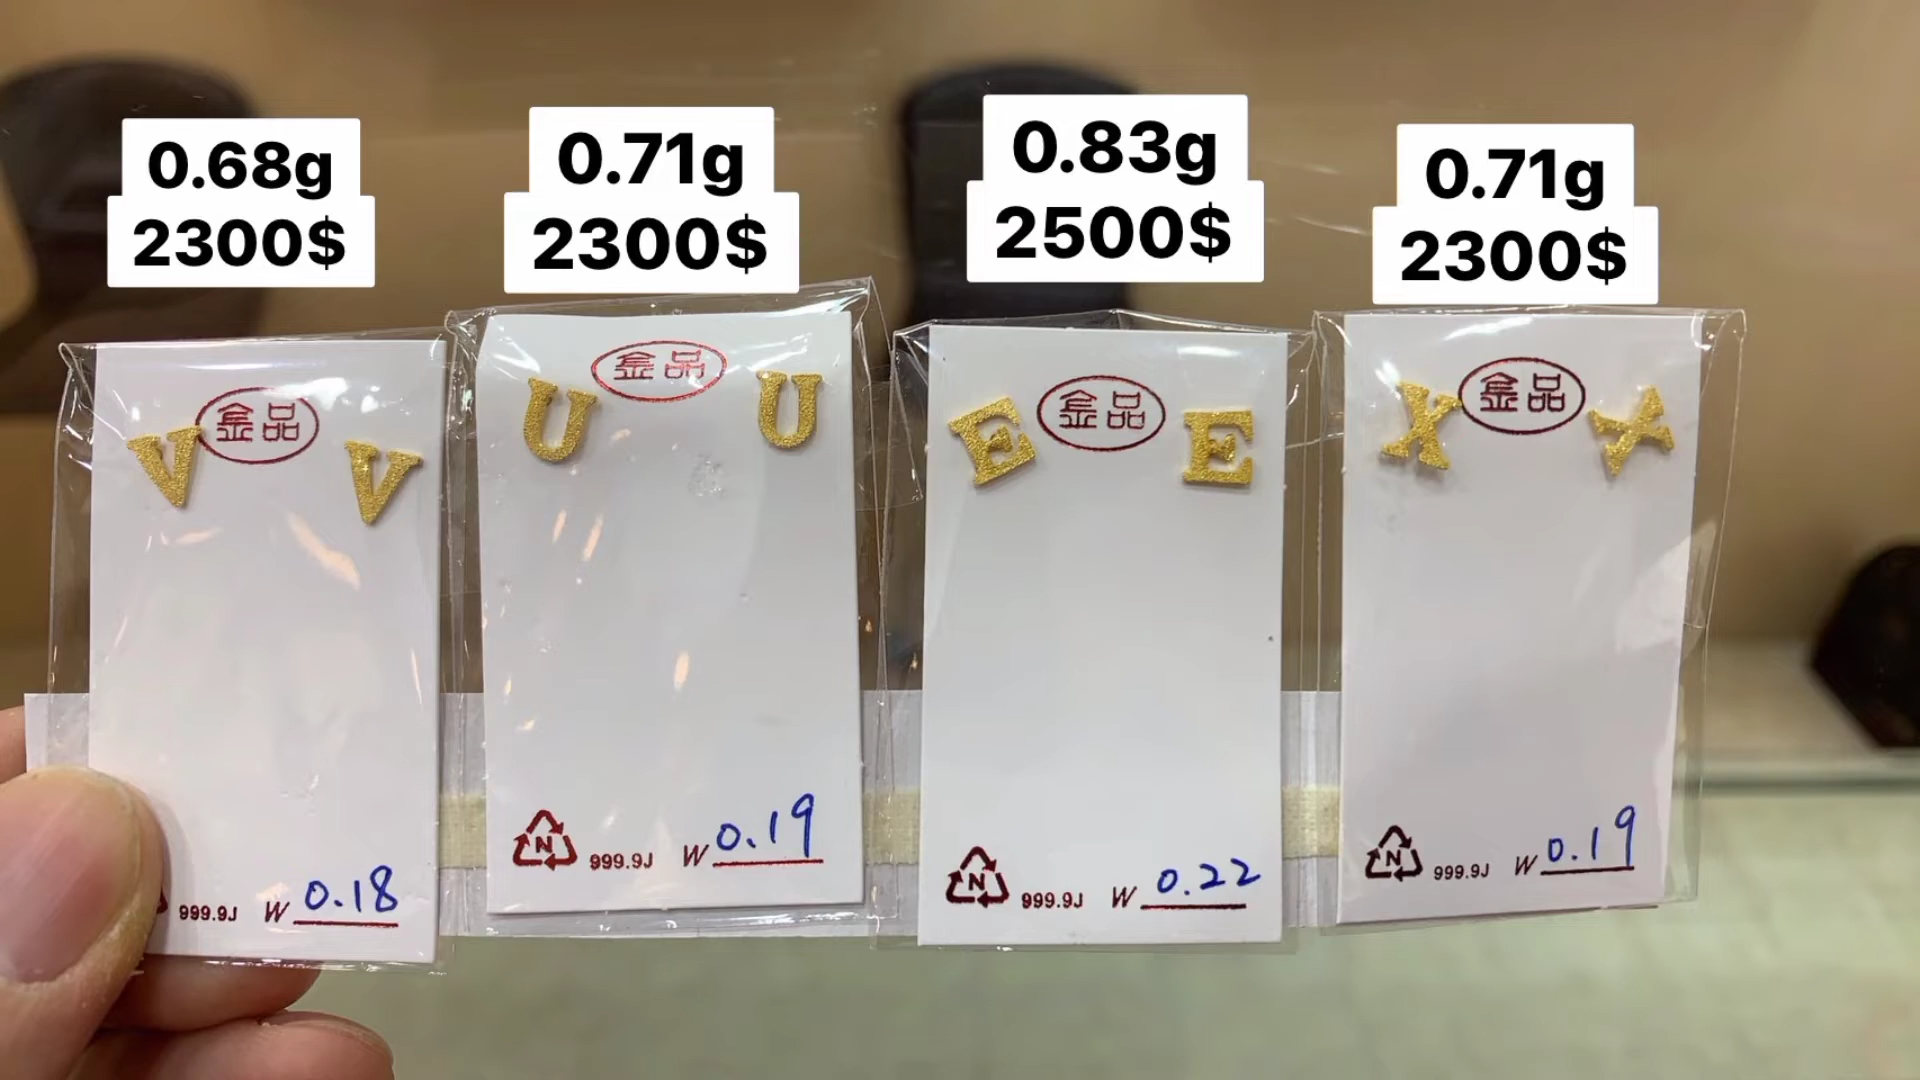 0.68g
2300$
0.71g
2300$
0.83g
2500$
0.71g
2300$
金品
V V
999.9J W 0.18
金品
U U
N 999.9J W 0.19
金品
E E
N 999.9J W 0.22
金品
X X
N 999.9J W 0.19